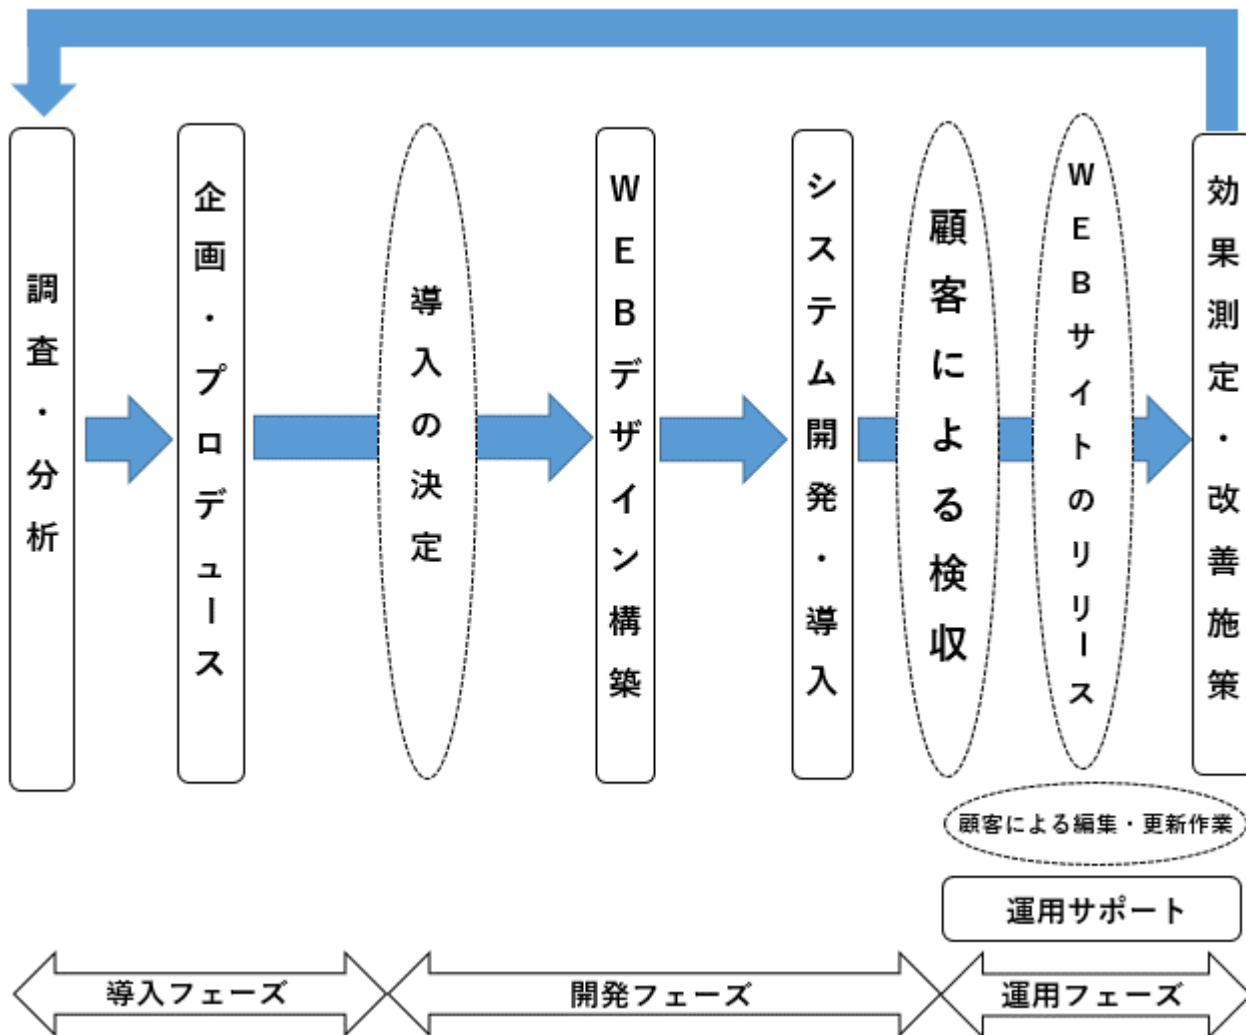 調査・分析
企画・プロデュース
導入の決定
WEBデザイン構築
システム開発・導入
顧客による検収
WEBサイトのリリース
効果測定・改善施策
顧客による編集・更新作業
運用サポート
導入フェーズ
開発フェーズ
運用フェーズ